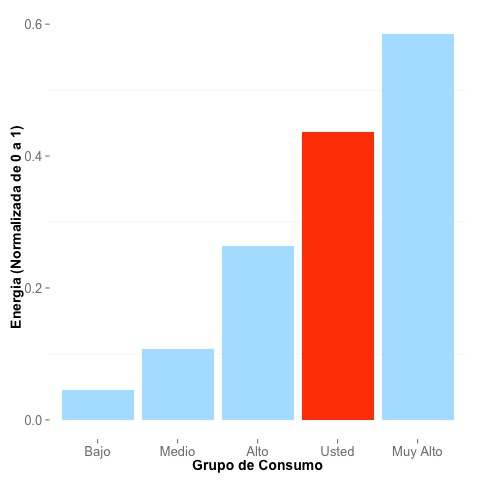 0.6
0.4
0.2
0.0
Energia (Normalizada de 0 a 1)
Bajo Medio Alto Usted Muy Alto
Grupo de Consumo